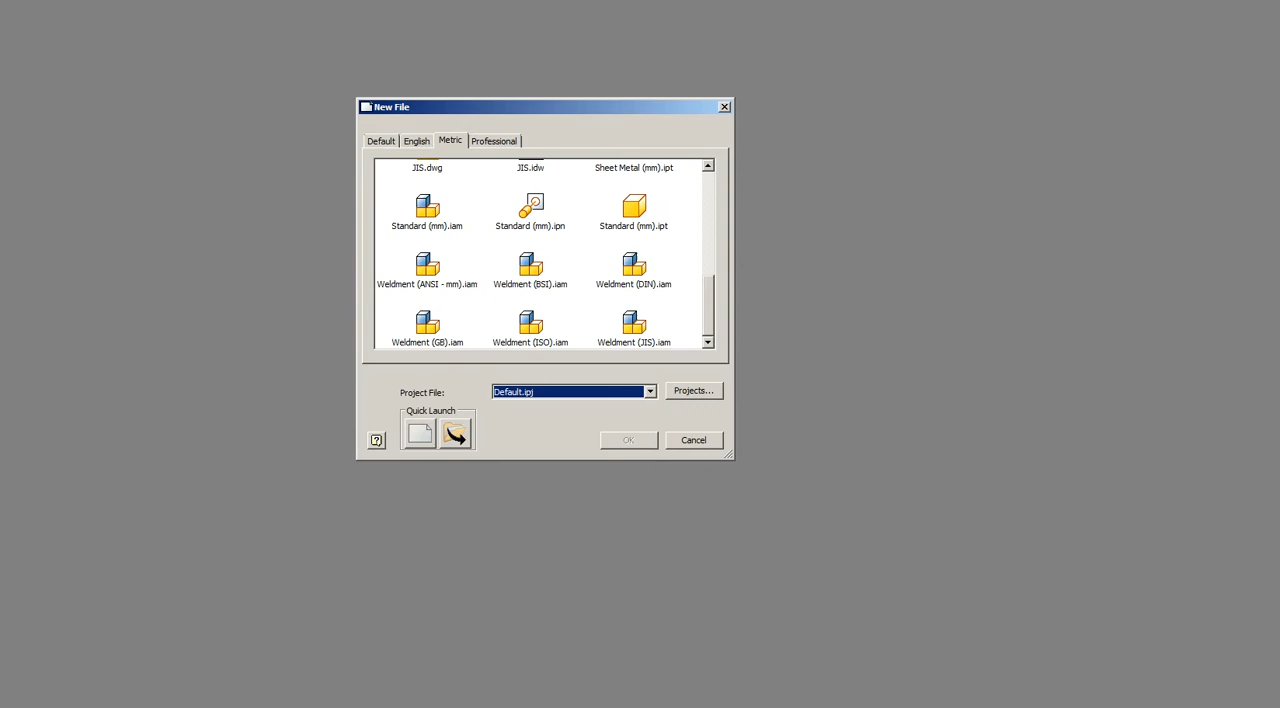 New File
Default English Metric Professional
JIS.dwg JIS.idw Sheet Metal (mm).ipt
Standard (mm).iam Standard (mm).ipn Standard (mm).ipt
Weldment (ANSI - mm).iam Weldment (BSI).iam Weldment (DIN).iam
Weldment (GB).iam Weldment (ISO).iam Weldment (JIS).iam
Project File: Default.ipj Projects...
Quick Launch
OK Cancel